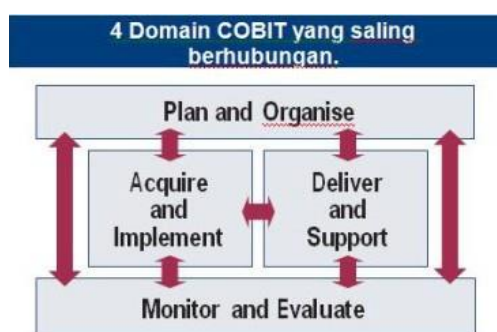 4 Domain COBIT yang saling
berhubungan.
Plan and Organise
Acquire
and
Implement
Deliver
and
Support
Monitor and Evaluate